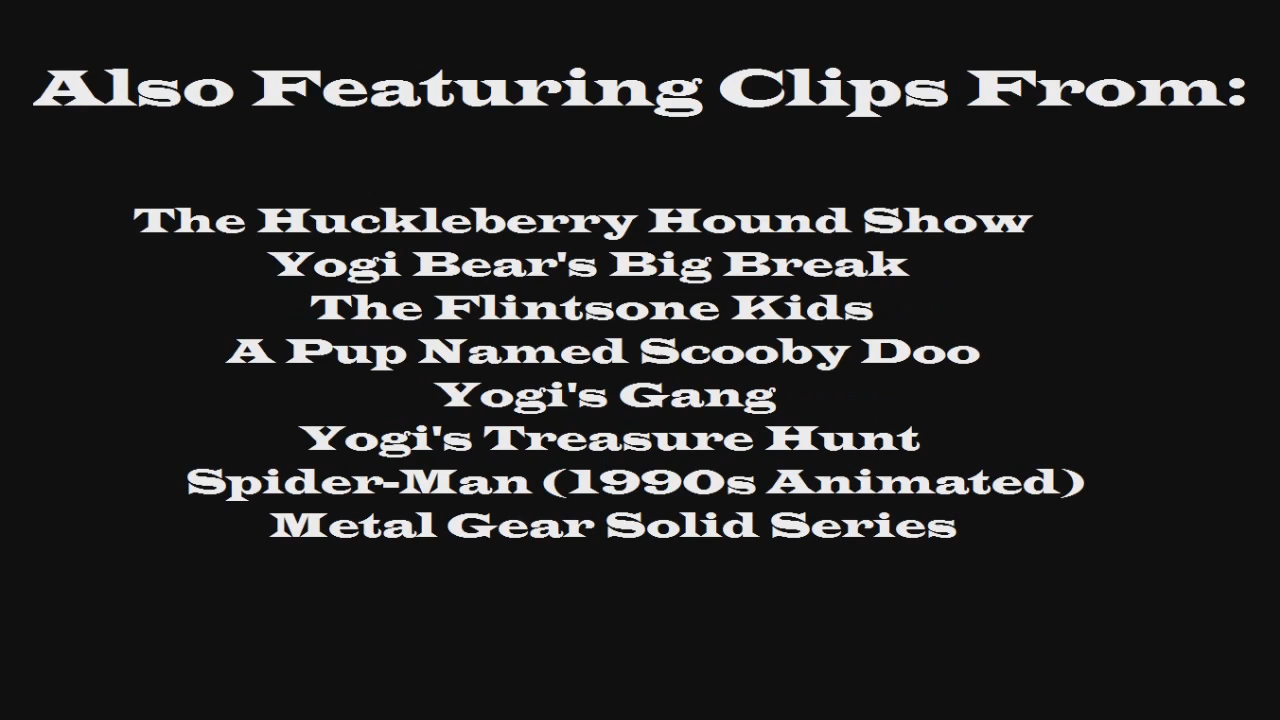 Also Featuring Clips From:
The Huckleberry Hound Show
Yogi Bear's Big Break
The Flintsone Kids
A Pup Named Scooby Doo
Yogi's Gang
Yogi's Treasure Hunt
Spider-Man (1990s Animated)
Metal Gear Solid Series